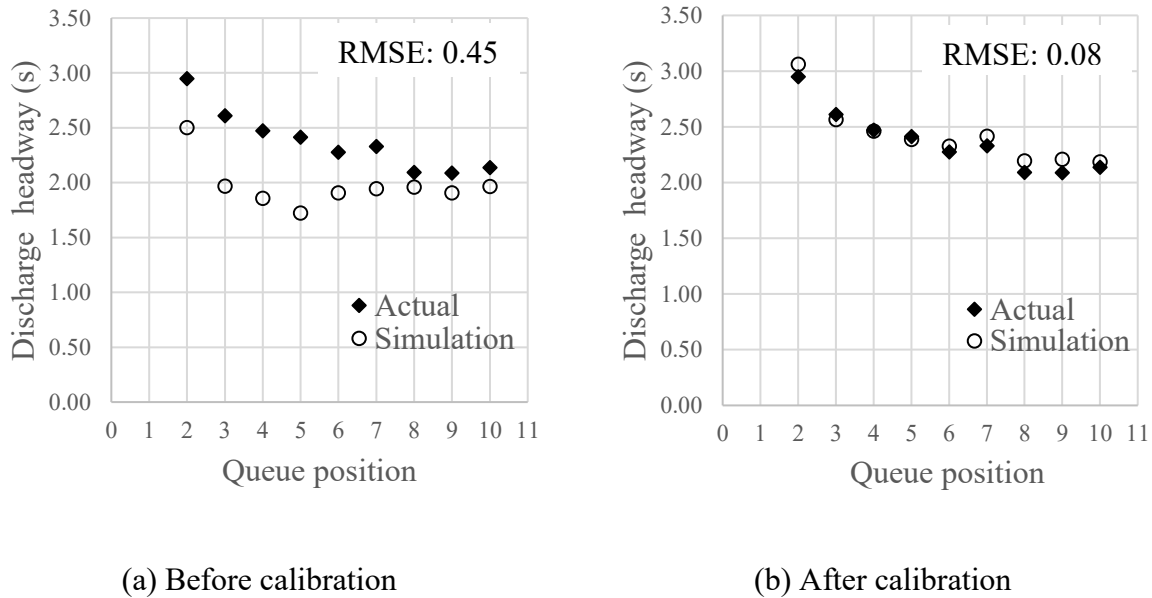 3.50
3.00
2.50
2.00
1.50
1.00
0.50
0.00
Discharge headway (s)
RMSE: 0.45
Actual
Simulation
0 1 2 3 4 5 6 7 8 9 10 11
Queue position
(a) Before calibration
3.50
3.00
2.50
2.00
1.50
1.00
0.50
0.00
Discharge headway (s)
RMSE: 0.08
Actual
Simulation
0 1 2 3 4 5 6 7 8 9 10 11
Queue position
(b) After calibration